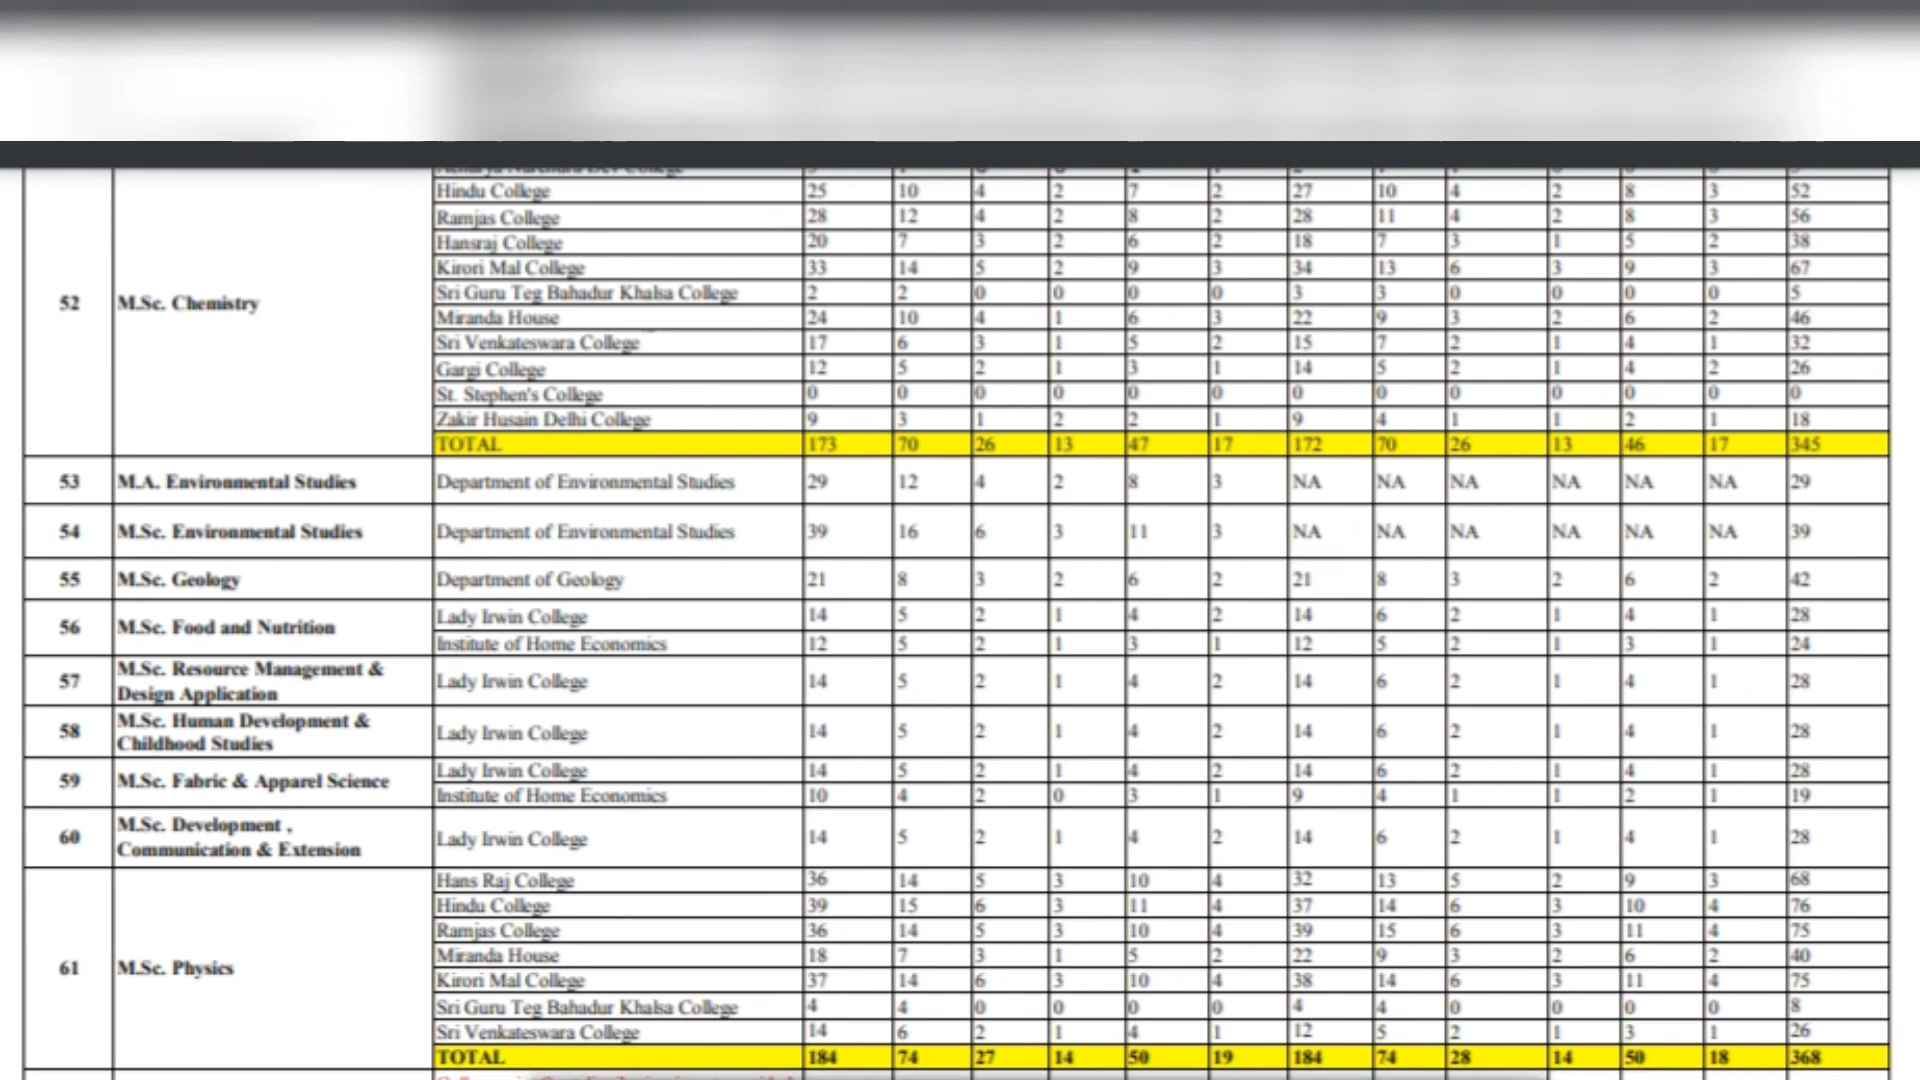 Hindu College 25 10 4 2 7 2 27 10 4 2 8 3 52
Ramjas College 28 12 4 2 8 2 28 11 4 2 8 3 56
Hansraj College 20 7 3 2 6 2 18 7 3 1 5 2 38
Kirori Mal College 33 14 5 2 9 3 34 13 6 3 9 3 67
Sri Guru Teg Bahadur Khalsa College 2 2 0 0 0 0 3 3 0 0 0 0 5
52 M.Sc. Chemistry
Miranda House 24 10 4 1 6 3 22 9 3 2 6 2 46
Sri Venkateswara College 17 6 3 1 5 2 15 7 2 1 4 1 32
Gargi College 12 5 2 1 3 1 14 5 2 1 4 2 26
St. Stephen's College 0 0 0 0 0 0 0 0 0 0 0 0 0
Zakir Husain Delhi College 9 3 1 2 2 1 9 4 1 1 2 1 18
TOTAL 173 70 26 13 47 17 172 70 26 13 46 17 345
53 M.A. Environmental Studies Department of Environmental Studies 29 12 4 2 8 3 NA NA NA NA NA NA 29
54 M.Sc. Environmental Studies Department of Environmental Studies 39 16 6 3 11 3 NA NA NA NA NA NA 39
55 M.Sc. Geology Department of Geology 21 8 3 2 6 2 21 8 3 2 6 2 42
56 M.Sc. Food and Nutrition
Lady Irwin College 14 5 2 1 4 2 14 6 2 1 4 1 28
Institute of Home Economics 12 5 2 1 3 1 12 5 2 1 3 1 24
57 M.Sc. Resource Management &
Design Application
Lady Irwin College 14 5 2 1 4 2 14 6 2 1 4 1 28
58 M.Sc. Human Development &
Childhood Studies
Lady Irwin College 14 5 2 1 4 2 14 6 2 1 4 1 28
59 M.Sc. Fabric & Apparel Science
Lady Irwin College 14 5 2 1 4 2 14 6 2 1 4 1 28
Institute of Home Economics 10 4 2 0 3 1 9 4 1 1 2 1 19
60 M.Sc. Development ,
Communication & Extension
Lady Irwin College 14 5 2 1 4 2 14 6 2 1 4 1 28
Hans Raj College 36 14 5 3 10 4 32 13 5 2 9 3 68
Hindu College 39 15 6 3 11 4 37 14 6 3 10 4 76
Ramjas College 36 14 5 3 10 4 39 15 6 3 11 4 75
Miranda House 18 7 3 1 5 2 22 9 3 2 6 2 40
61 M.Sc. Physics
Kirori Mal College 37 14 6 3 10 4 38 14 6 3 11 4 75
Sri Guru Teg Bahadur Khalsa College 4 4 0 0 0 0 4 4 0 0 0 0 8
Sri Venkateswara College 14 6 2 1 4 1 12 5 2 1 3 1 26
TOTAL 184 74 27 14 50 19 184 74 28 14 50 18 368